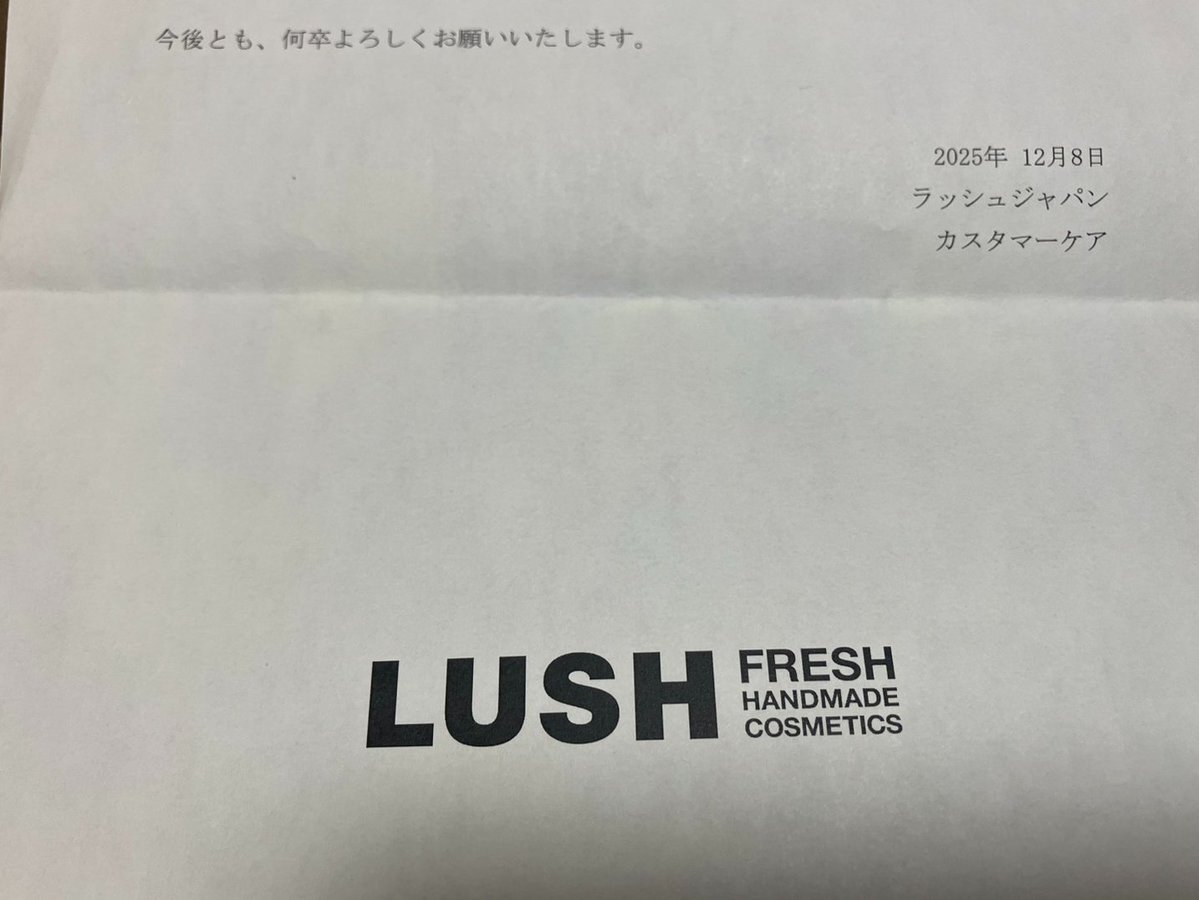 今後とも、何卒よろしくお願いいたします。
2025年 12月8日
ラッシュジャパン
カスタマーケア
LUSH
FRESH
HANDMADE
COSMETICS